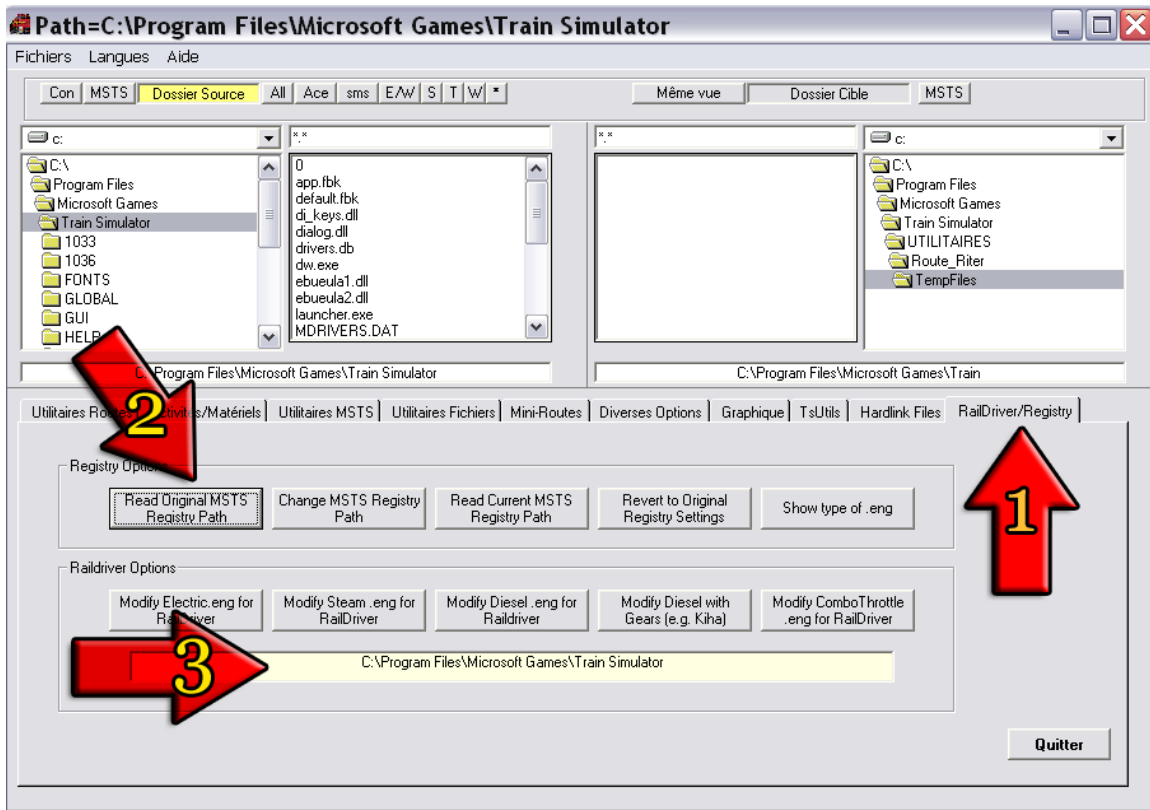 Path=C:\Program Files\Microsoft Games\Train Simulator
Fichiers Langues Aide
Con MSTS Dossier Source All Ace sms E/W S T W * Même vue Dossier Cible MSTS
c: *.* *.* c:
C:\
Program Files
Microsoft Games
Train Simulator
1033
1036
FONTS
GLOBAL
GUI
HELP
0
app.fbk
default.fbk
di_keys.dll
dialog.dll
drivers.db
dw.exe
ebueula1.dll
ebueula2.dll
launcher.exe
MDRIVERS.DAT
C:\
Program Files
Microsoft Games
Train Simulator
UTILITAIRES
Route_Riter
TempFiles
C:\Program Files\Microsoft Games\Train Simulator
C:\Program Files\Microsoft Games\Train
Utilitaires /Matériels Utilitaires MSTS Utilitaires Fichiers Mini-Routes Diverses Options Graphique TsUtils Hardlink Files RailDriver/Registry
2
1
Registry Options
Read Original MSTS
Registry Path
Change MSTS Registry
Path
Read Current MSTS
Registry Path
Revert to Original
Registry Settings
Show type of .eng
Raildriver Options
Modify Electric.eng for
RailDriver
Modify Steam .eng for
RailDriver
Modify Diesel .eng for
Raildriver
Modify Diesel with
Gears (e.g. Kiha)
Modify ComboThrottle
.eng for RailDriver
3
C:\Program Files\Microsoft Games\Train Simulator
Quitter